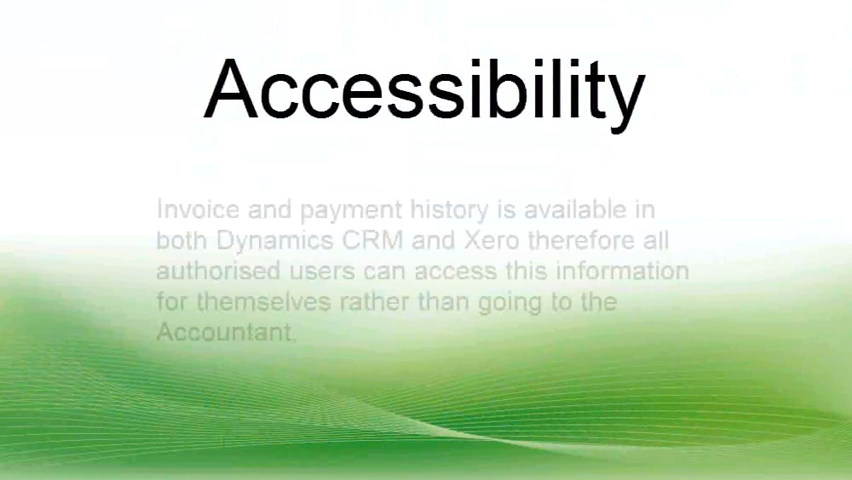 Accessibility
Invoice and payment history is available in
both Dynamics CRM and Xero therefore all
authorised users can access this information
for themselves rather than going to the
Accountant.